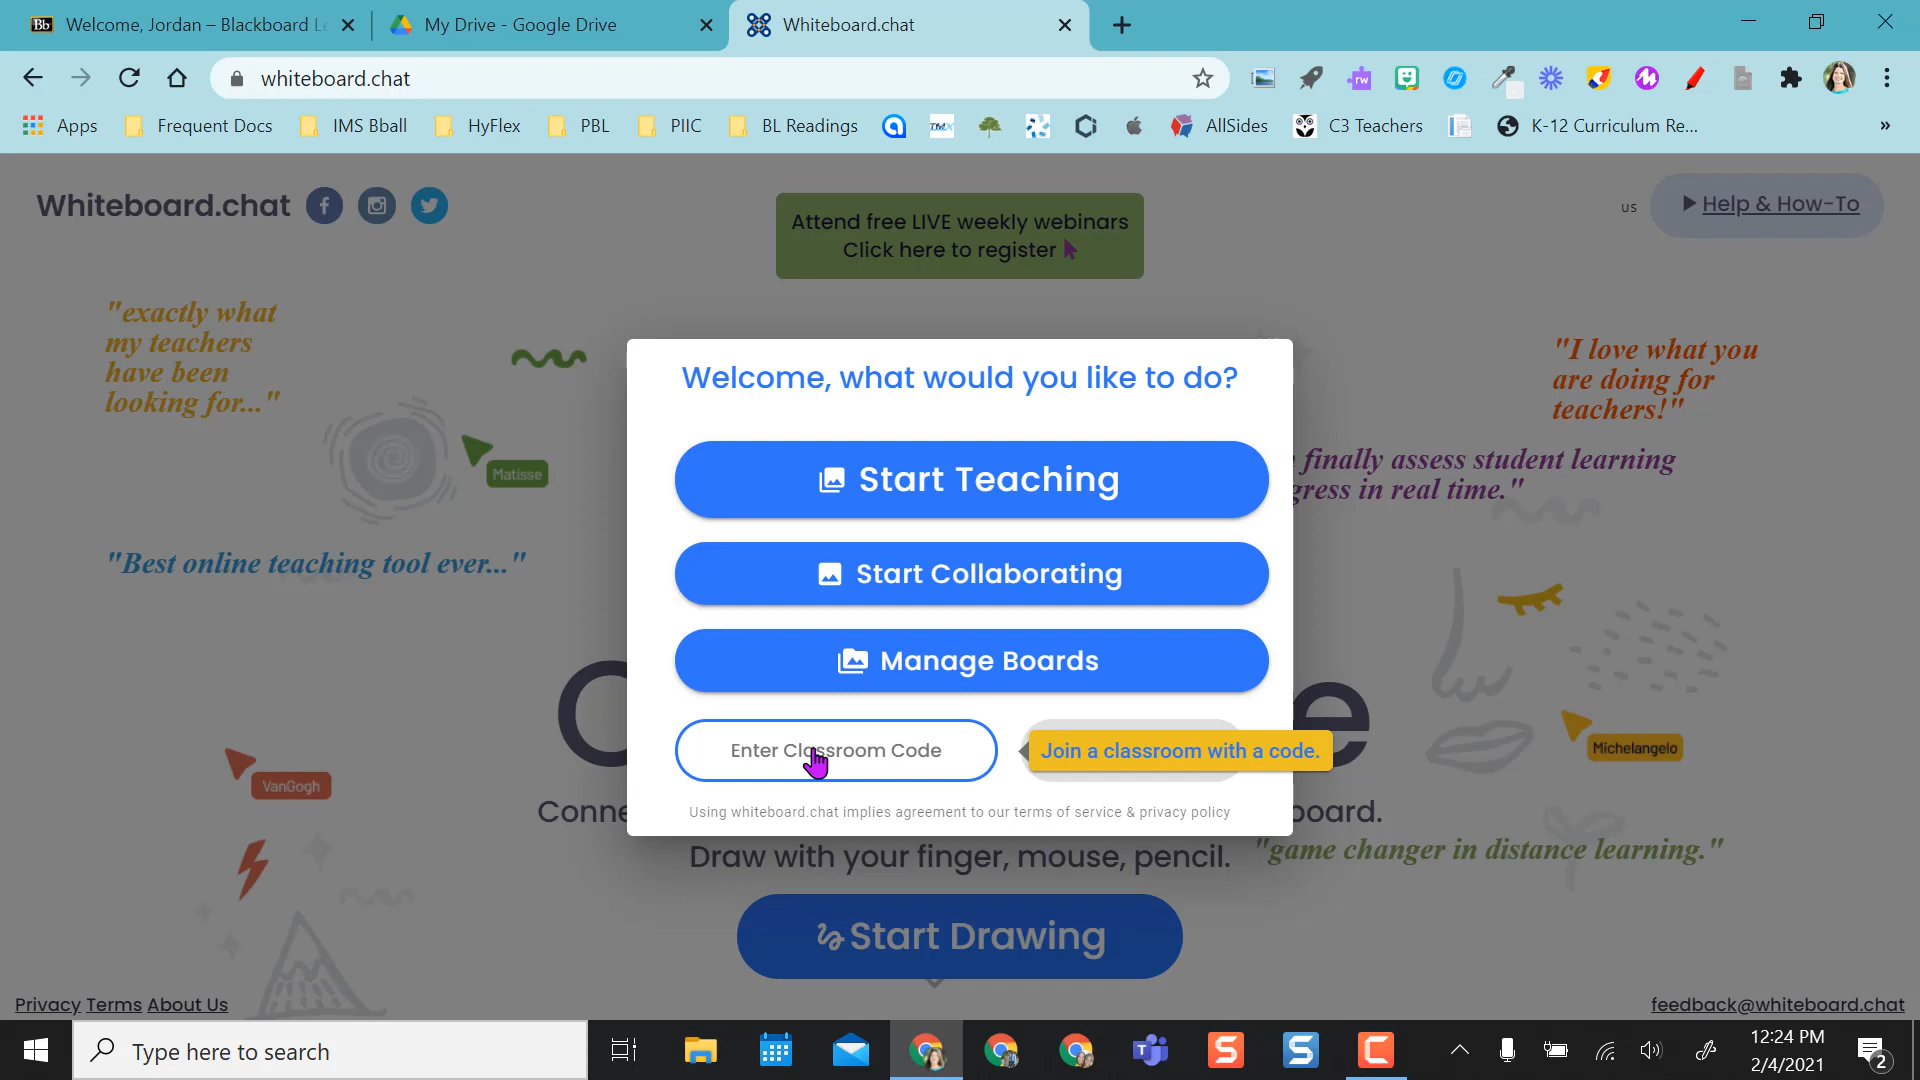 Welcome, Jordan – Blackboard Le
My Drive - Google Drive
Whiteboard.chat
whiteboard.chat
Apps
Frequent Docs
IMS Bball
HyFlex
PBL
PIIC
BL Readings
AllSides
C3 Teachers
K-12 Curriculum Re...
Whiteboard.chat
Attend free LIVE weekly webinars
Click here to register
US
Help & How-To
"exactly what
my teachers
have been
looking for..."
"I love what you
are doing for
teachers!"
Welcome, what would you like to do?
finally assess student learning
gress in real time."
Start Teaching
Matisse
"Best online teaching tool ever..."
Start Collaborating
Manage Boards
Enter Classroom Code
Join a classroom with a code.
Michelangelo
VanGogh
Using whiteboard.chat implies agreement to our terms of service & privacy policy
Conne
board.
Draw with your finger, mouse, pencil.
"game changer in distance learning."
Start Drawing
Privacy Terms About Us
feedback@whiteboard.chat
Type here to search
12:24 PM
2/4/2021
2